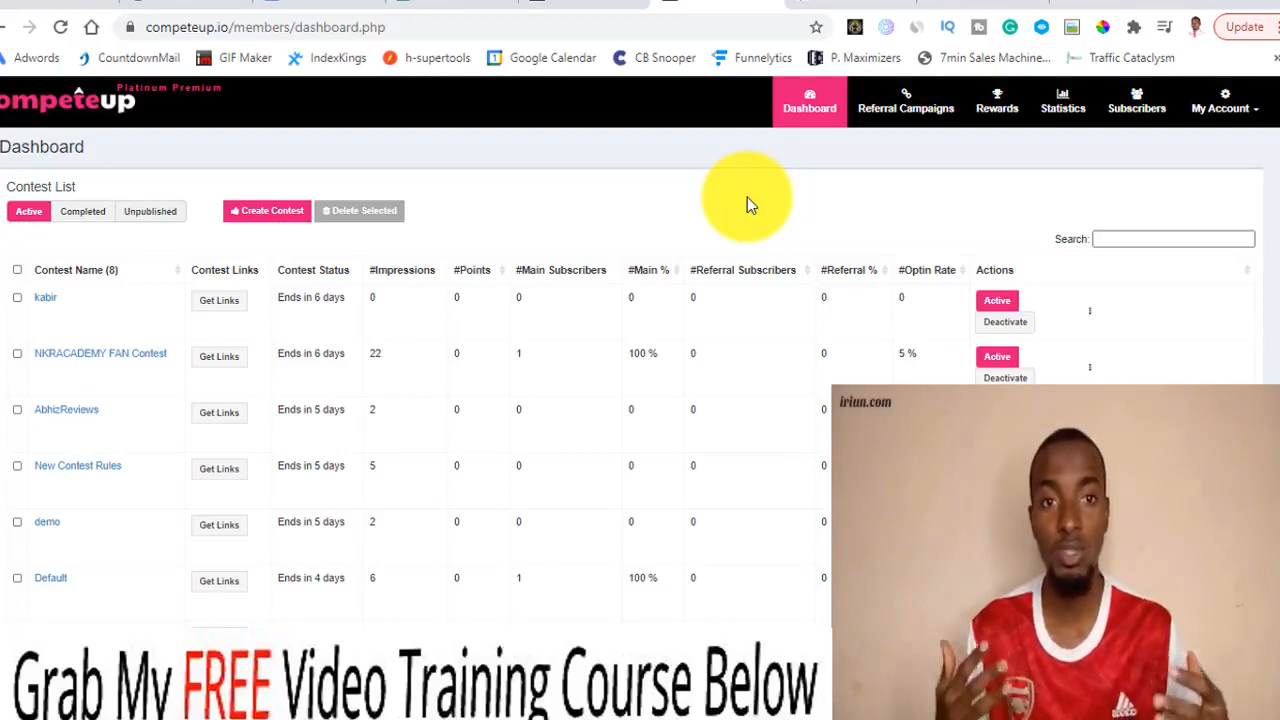 competeup.io/members/dashboard.php
Update
Adwords
CountdownMail
GIF Maker
IndexKings
h-supertools
Google Calendar
CB Snooper
Funnelytics
P. Maximizers
7min Sales Machine...
Traffic Cataclysm
Platinum Premium
ompeteup
Dashboard
Referral Campaigns
Rewards
Statistics
Subscribers
My Account
Dashboard
Contest List
Active Completed Unpublished Create Contest Delete Selected
Search:
Contest Name (8) Contest Links Contest Status #Impressions #Points #Main Subscribers #Main % #Referral Subscribers #Referral % #Optin Rate Actions
kabir Get Links Ends in 6 days 0 0 0 0 0 0 0 Active
Deactivate
NKRACADEMY FAN Contest Get Links Ends in 6 days 22 0 1 100 % 0 0 5 % Active
Deactivate
AbhizReviews Get Links Ends in 5 days 2 0 0 0 0 0
New Contest Rules Get Links Ends in 5 days 5 0 0 0 0 0
demo Get Links Ends in 5 days 2 0 0 0 0 0
Default Get Links Ends in 4 days 6 0 1 100 % 0 0
iriun.com
Grab My FREE Video Training Course Below